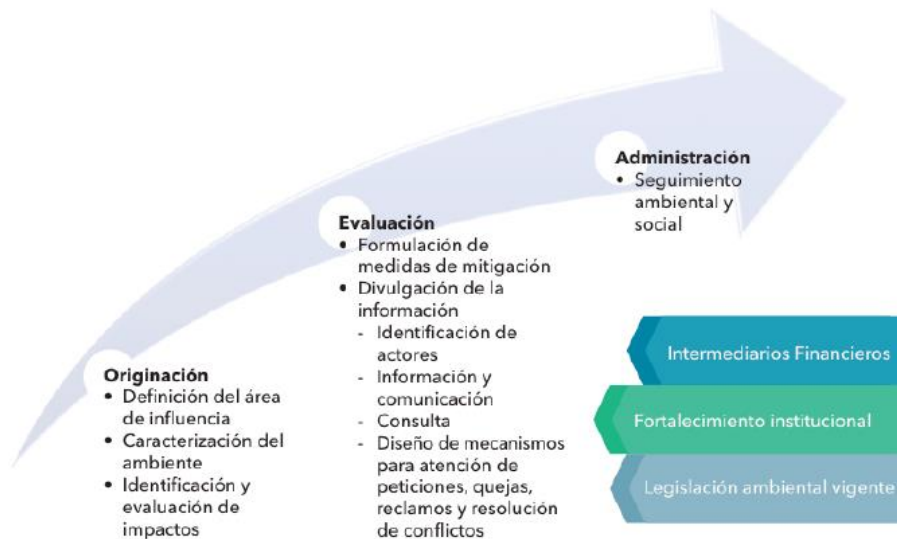 Originación
• Definición del área
de influencia
• Caracterización del
ambiente
• Identificación y
evaluación de
impactos
Evaluación
• Formulación de
medidas de mitigación
• Divulgación de la
información
- Identificación de
actores
- Información y
comunicación
- Consulta
- Diseño de mecanismos
para atención de
peticiones, quejas,
reclamos y resolución
de conflictos
Administración
• Seguimiento
ambiental y
social
Intermediarios Financieros
Fortalecimiento institucional
Legislación ambiental vigente